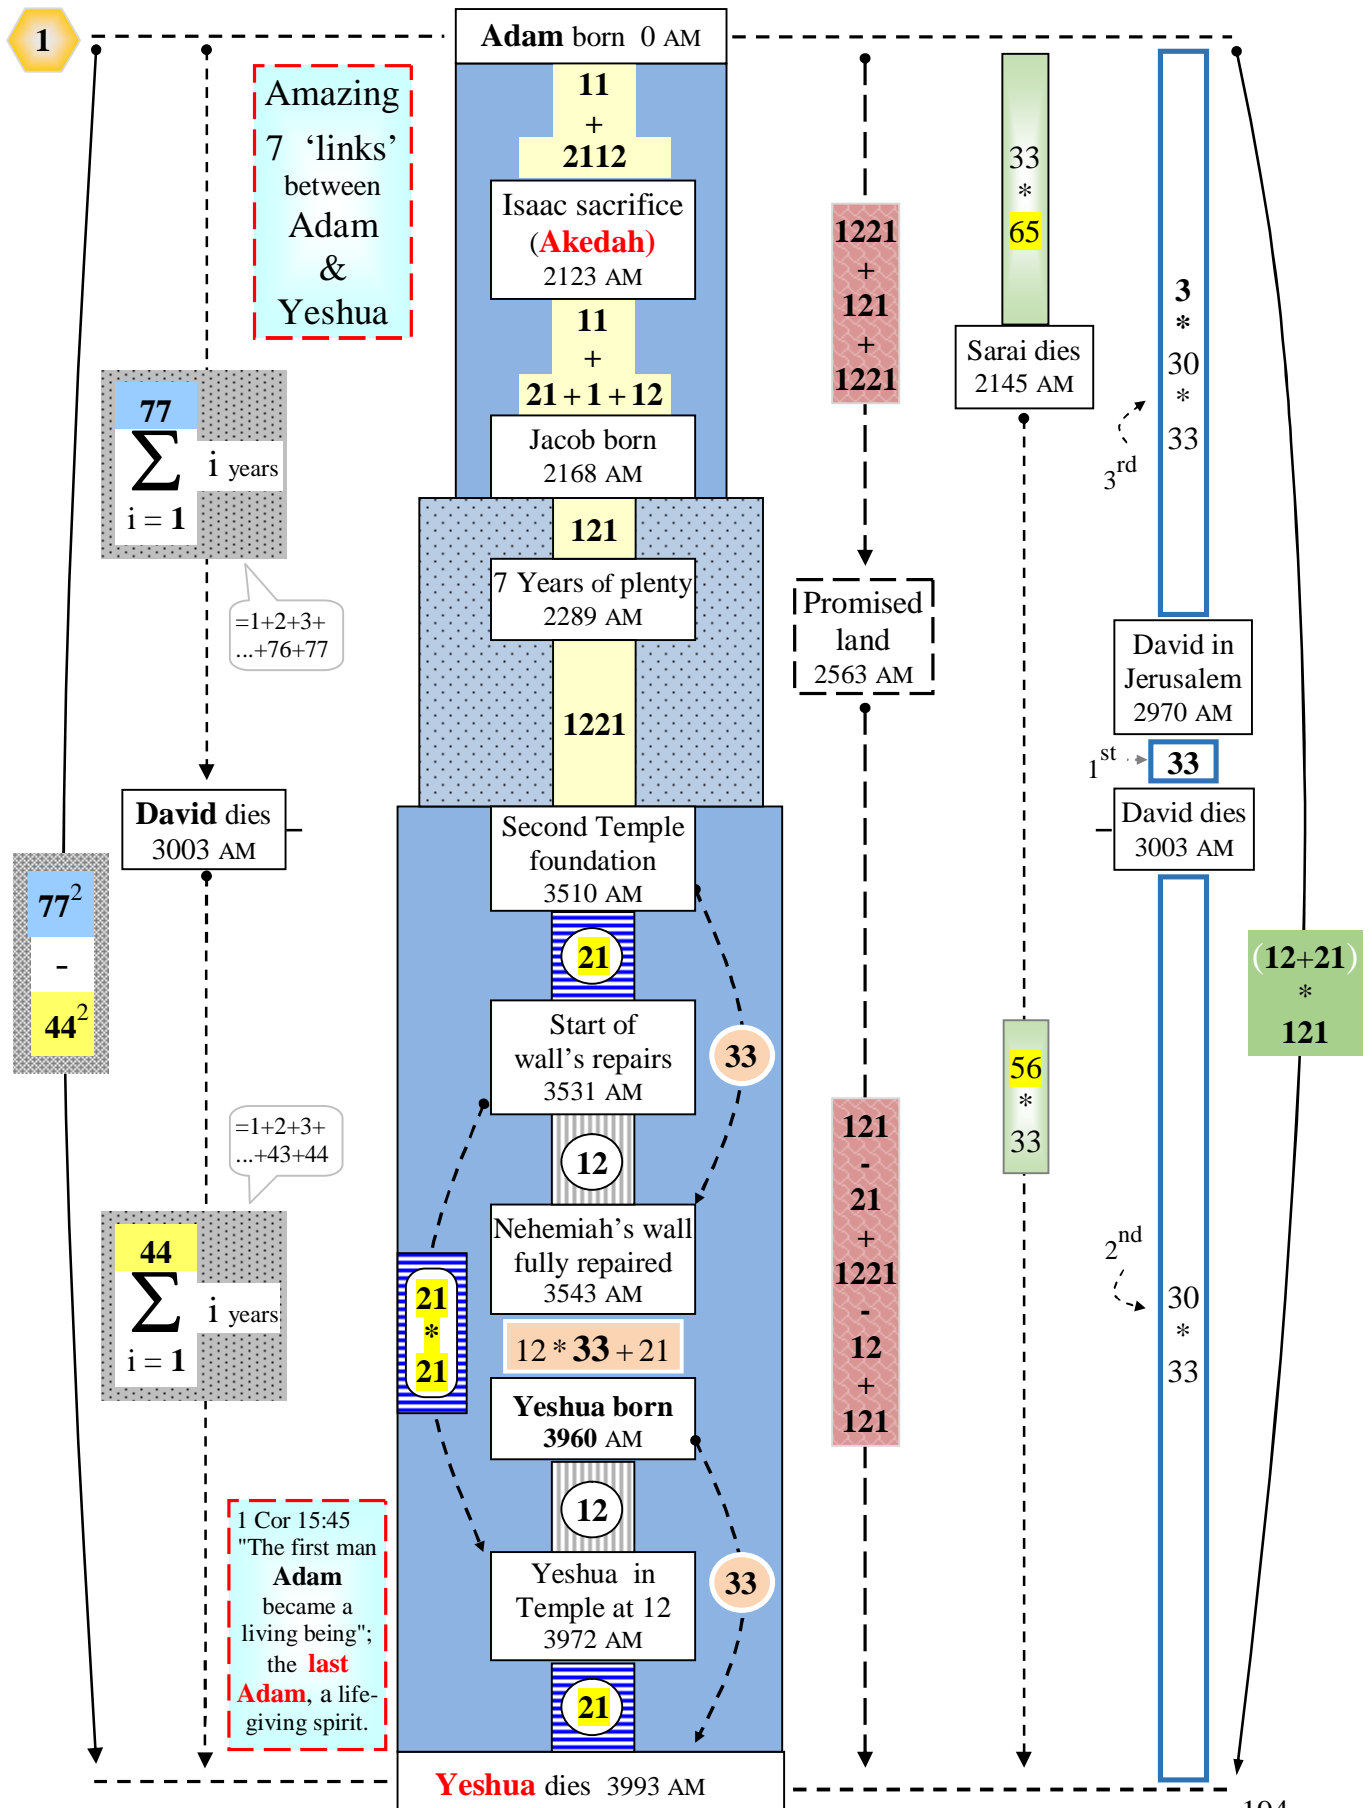 1
Adam born 0 AM
Amazing
7 ‘links’
between
Adam
&
Yeshua
11
+
2112
Isaac sacrifice
(Akedah)
2123 AM
11
+
21 + 1 + 12
Jacob born
2168 AM
121
7 Years of plenty
2289 AM
1221
Second Temple
foundation
3510 AM
21
Start of
wall’s repairs
3531 AM
33
12
Nehemiah’s wall
fully repaired
3543 AM
21
*
21
12 * 33 + 21
Yeshua born
3960 AM
12
Yeshua in
Temple at 12
3972 AM
33
21
Yeshua dies 3993 AM
77
∑ i years
i = 1
=1+2+3+
...+76+77
David dies
3003 AM
77²
-
44²
=1+2+3+
...+43+44
44
∑ i years
i = 1
1 Cor 15:45
"The first man
Adam
became a
living being";
the last
Adam, a life-
giving spirit.
1221
+
121
+
1221
Promised
land
2563 AM
121
-
21
+
1221
-
12
+
121
33
*
65
Sarai dies
2145 AM
56
*
33
3
*
30
*
33
3rd
David in
Jerusalem
2970 AM
1st
33
David dies
3003 AM
2nd
30
*
33
(12+21)
*
121
194